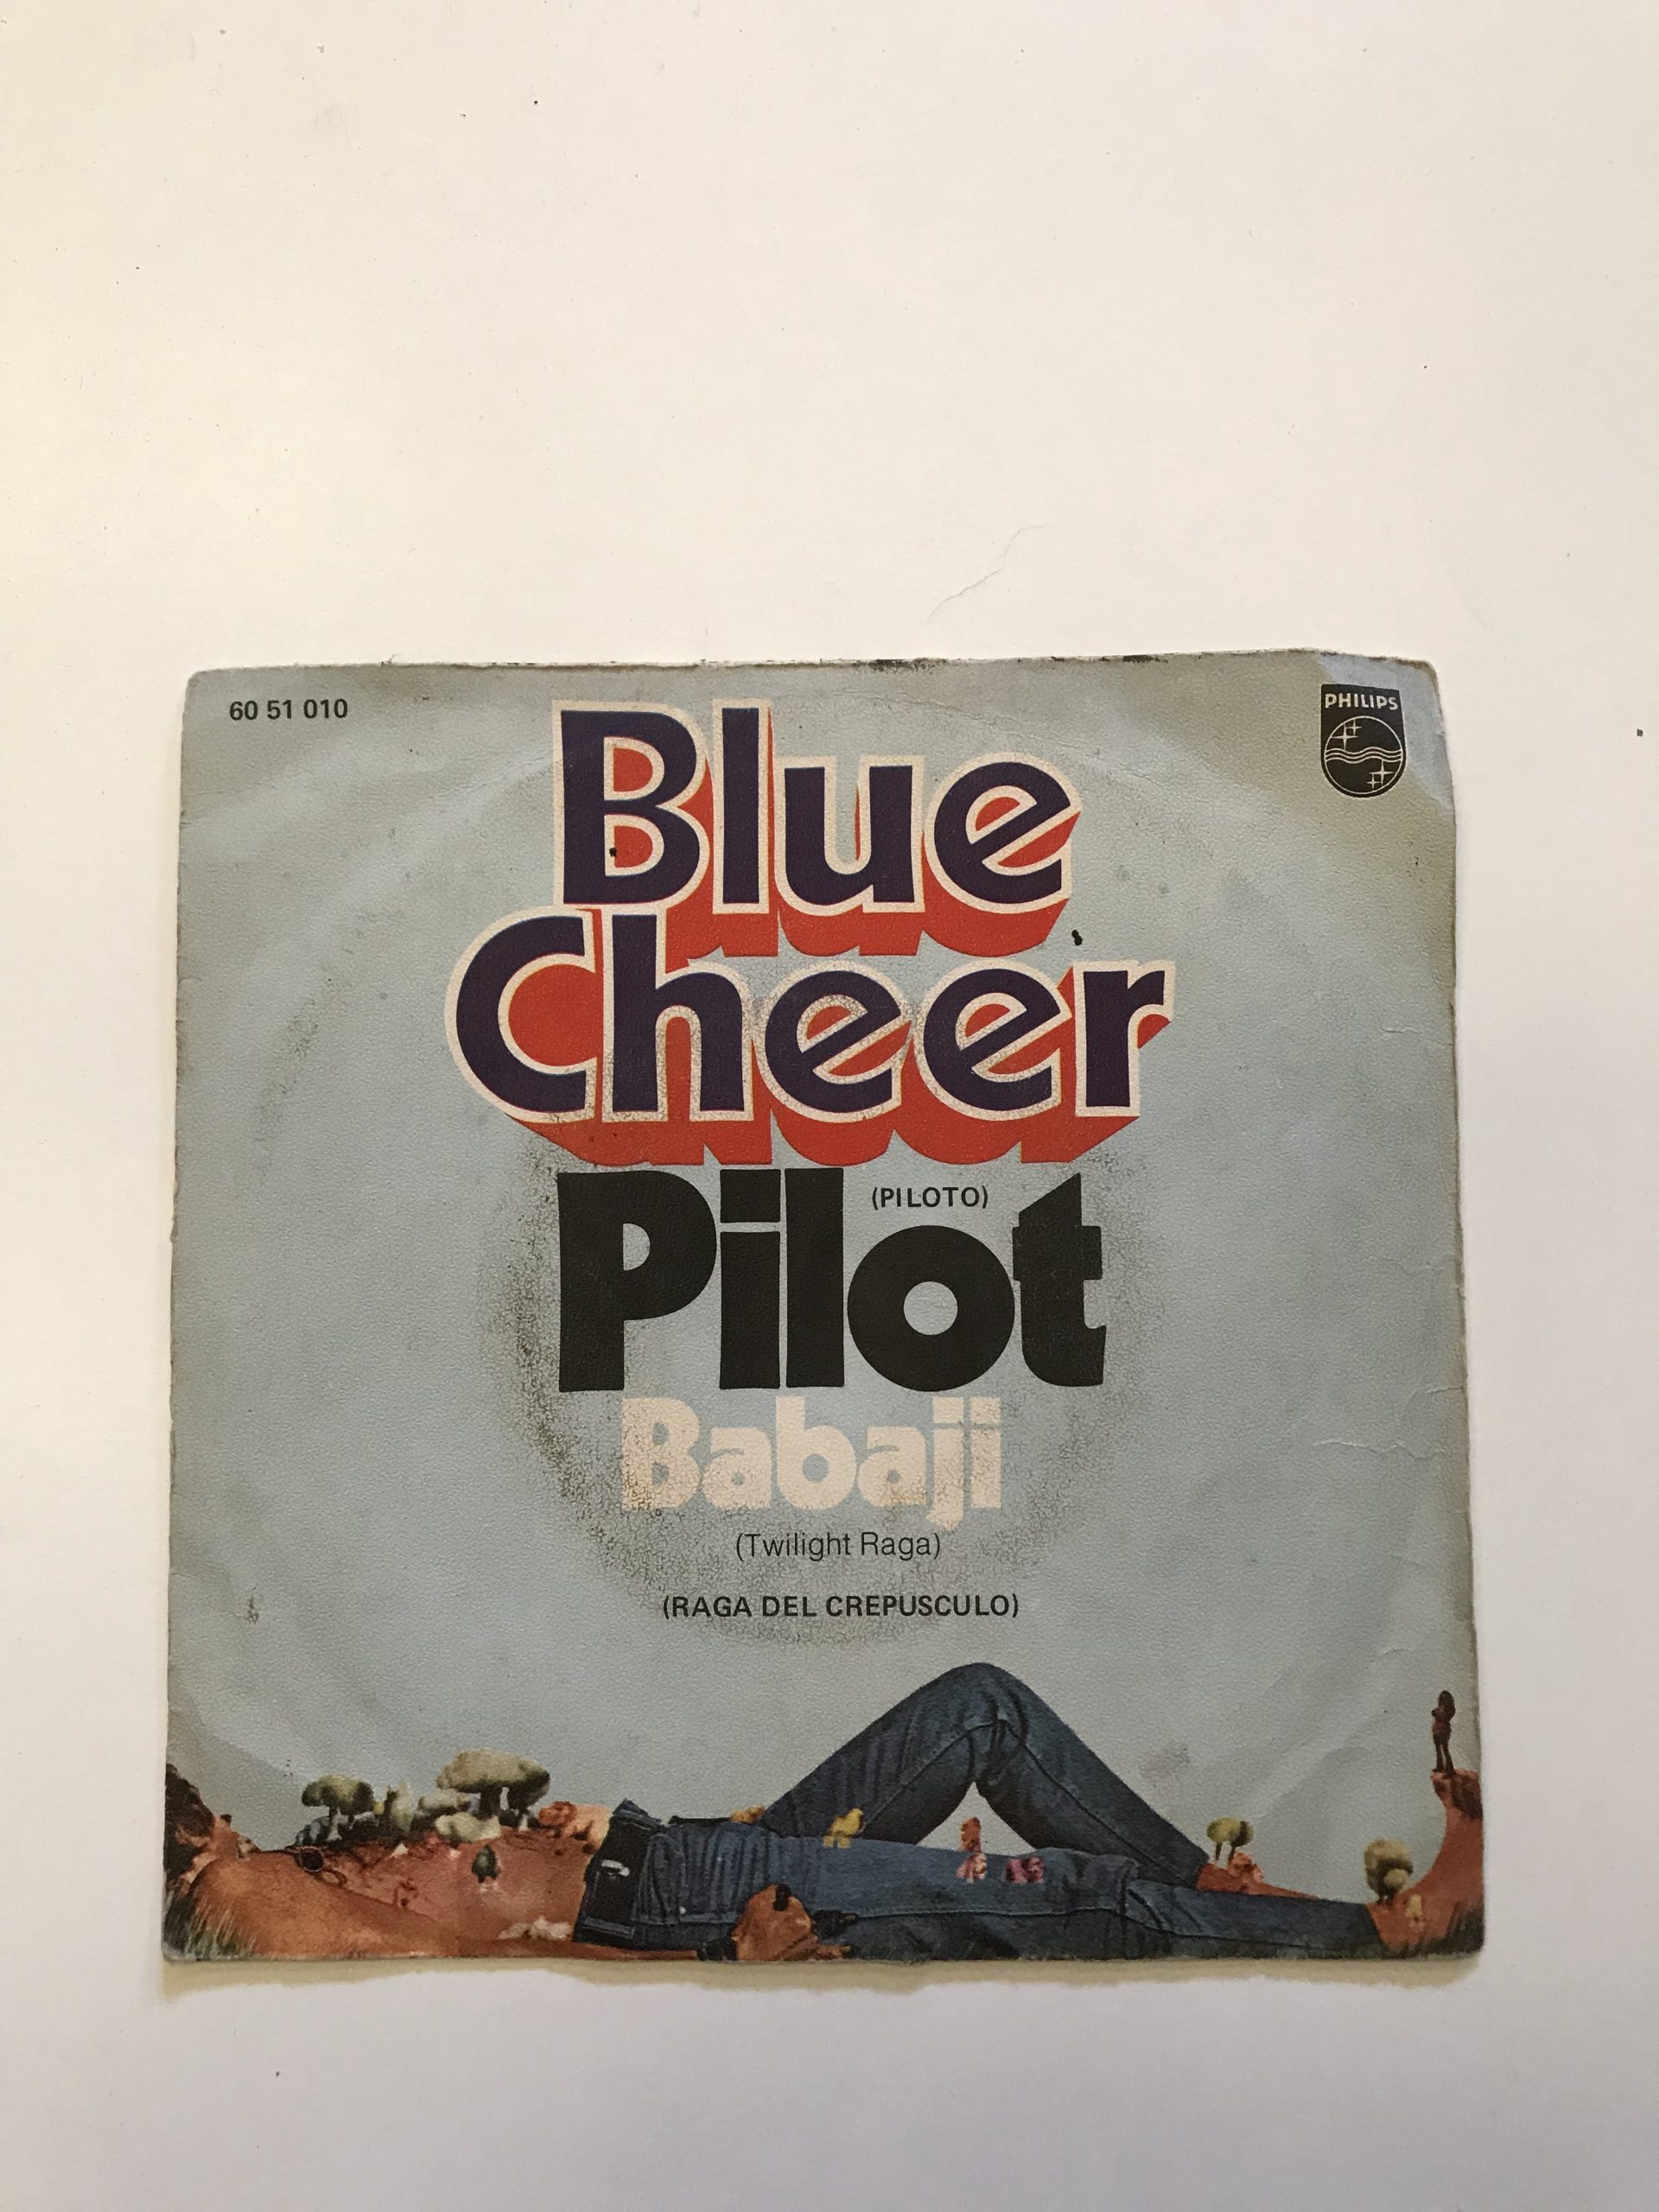 60 51 010
PHILIPS
Blue
Cheer
Pilot
(PILOTO)
Babaji
(Twilight Raga)
(RAGA DEL CREPUSCULO)